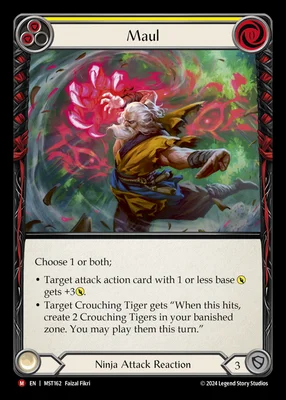 Maul
Choose 1 or both;
• Target attack action card with 1 or less base
gets +3.
• Target Crouching Tiger gets “When this hits,
create 2 Crouching Tigers in your banished
zone. You may play them this turn.”
Ninja Attack Reaction
3
M EN | MST162 Faizal Fikri
© 2024 Legend Story Studios